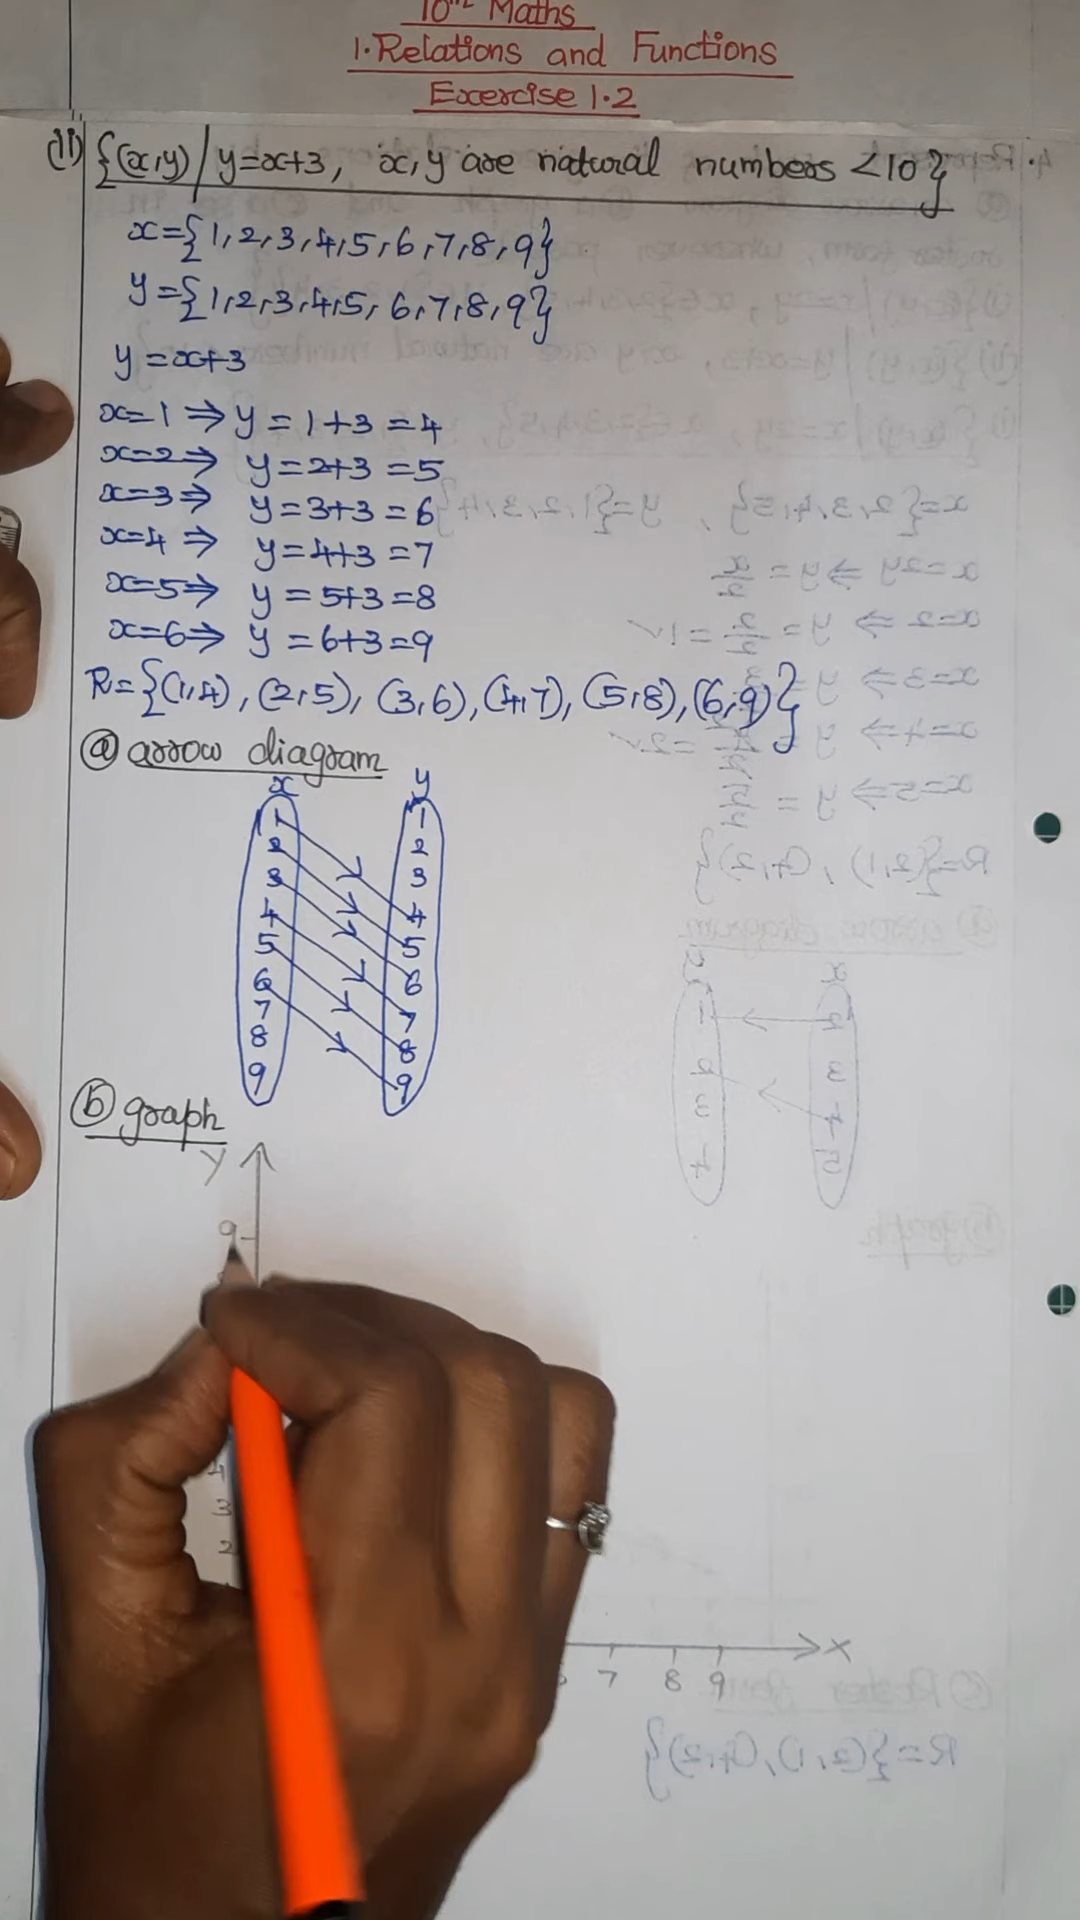 10th Maths
1. Relations and Functions
Exercise 1.2
(ii) {(x,y) / y=x+3, x,y are natural numbers <10}
x={1,2,3,4,5,6,7,8,9}
y={1,2,3,4,5,6,7,8,9}
y=x+3
x=1 ⇒ y=1+3=4
x=2 ⇒ y=2+3=5
x=3 ⇒ y=3+3=6
x=4 ⇒ y=4+3=7
x=5 ⇒ y=5+3=8
x=6 ⇒ y=6+3=9
R={(1,4), (2,5), (3,6), (4,7), (5,8), (6,9)}
ⓐ arrow diagram
x y
1 1
2 2
3 3
4 4
5 5
6 6
7 7
8 8
9 9
ⓑ graph
y
9
4
3
2
7 8 9 x